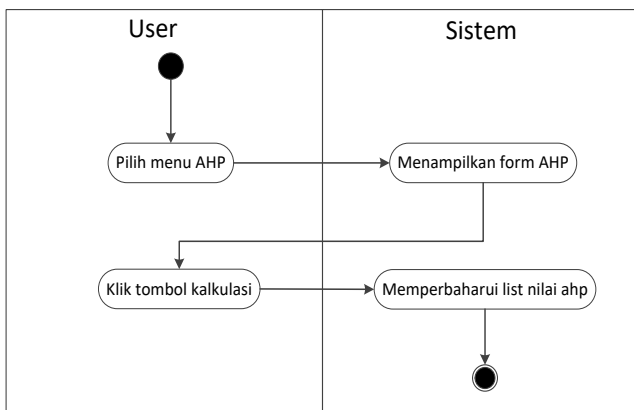 User
Sistem
Pilih menu AHP
Menampilkan form AHP
Klik tombol kalkulasi
Memperbaharui list nilai ahp